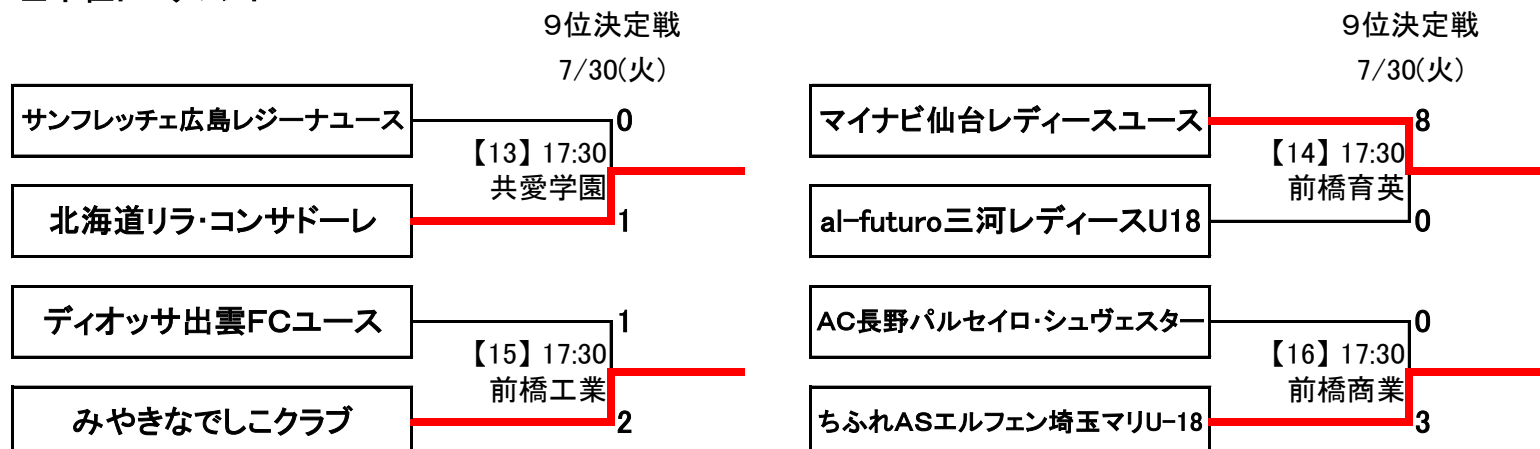 9位決定戦
7/30(火)
サンフレッチェ広島レジーナユース
0
【13】 17:30
共愛学園
北海道リラ・コンサドーレ
1
ディオッサ出雲FCユース
1
【15】 17:30
前橋工業
みやきなでしこクラブ
2
9位決定戦
7/30(火)
マイナビ仙台レディースユース
8
【14】 17:30
前橋育英
al-futuro三河レディースU18
0
AC長野パルセイロ・シュヴェスター
0
【16】 17:30
前橋商業
ちふれASエルフェン埼玉マリU-18
3